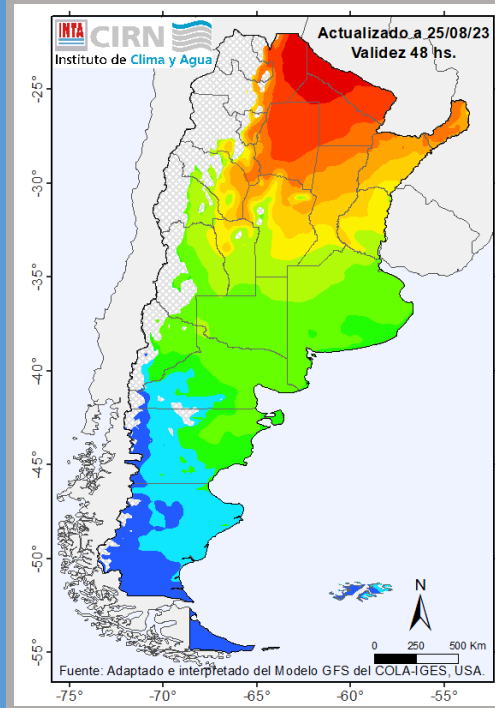 INTA CIRN
Instituto de Clima y Agua
Actualizado a 25/08/23
Validez 48 hs.
-25°
-30°
-35°
-40°
-45°
-50°
-55°
N
0 250 500 Km
Fuente: Adaptado e interpretado del Modelo GFS del COLA-IGES, USA.
-75° -70° -65° -60° -55°